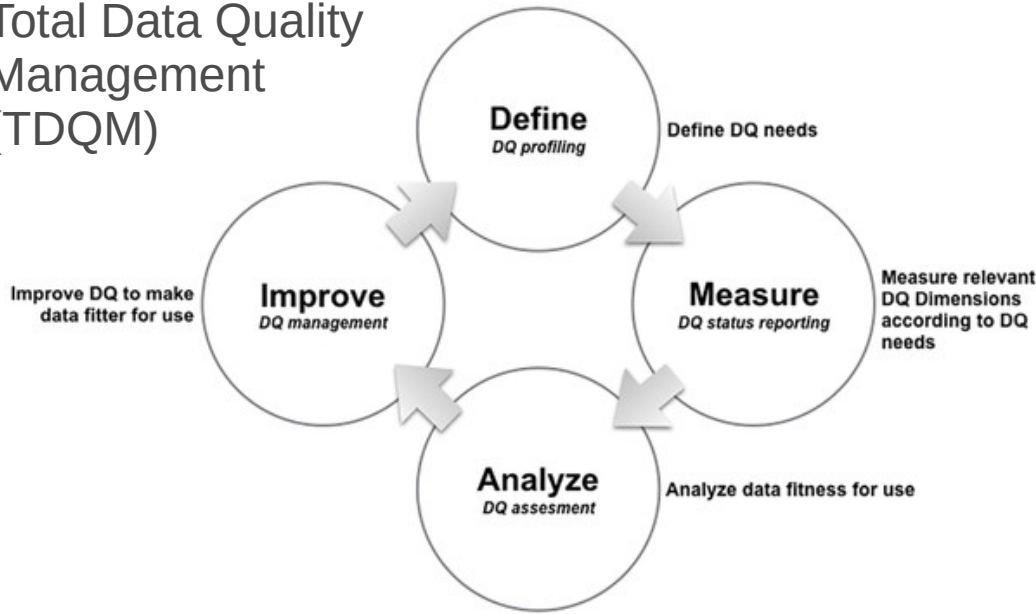 Total Data Quality
Management
(TDQM)
Define
DQ profiling
Define DQ needs
Improve DQ to make
data fitter for use
Improve
DQ management
Measure
DQ status reporting
Measure relevant
DQ Dimensions
according to DQ
needs
Analyze
DQ assesment
Analyze data fitness for use